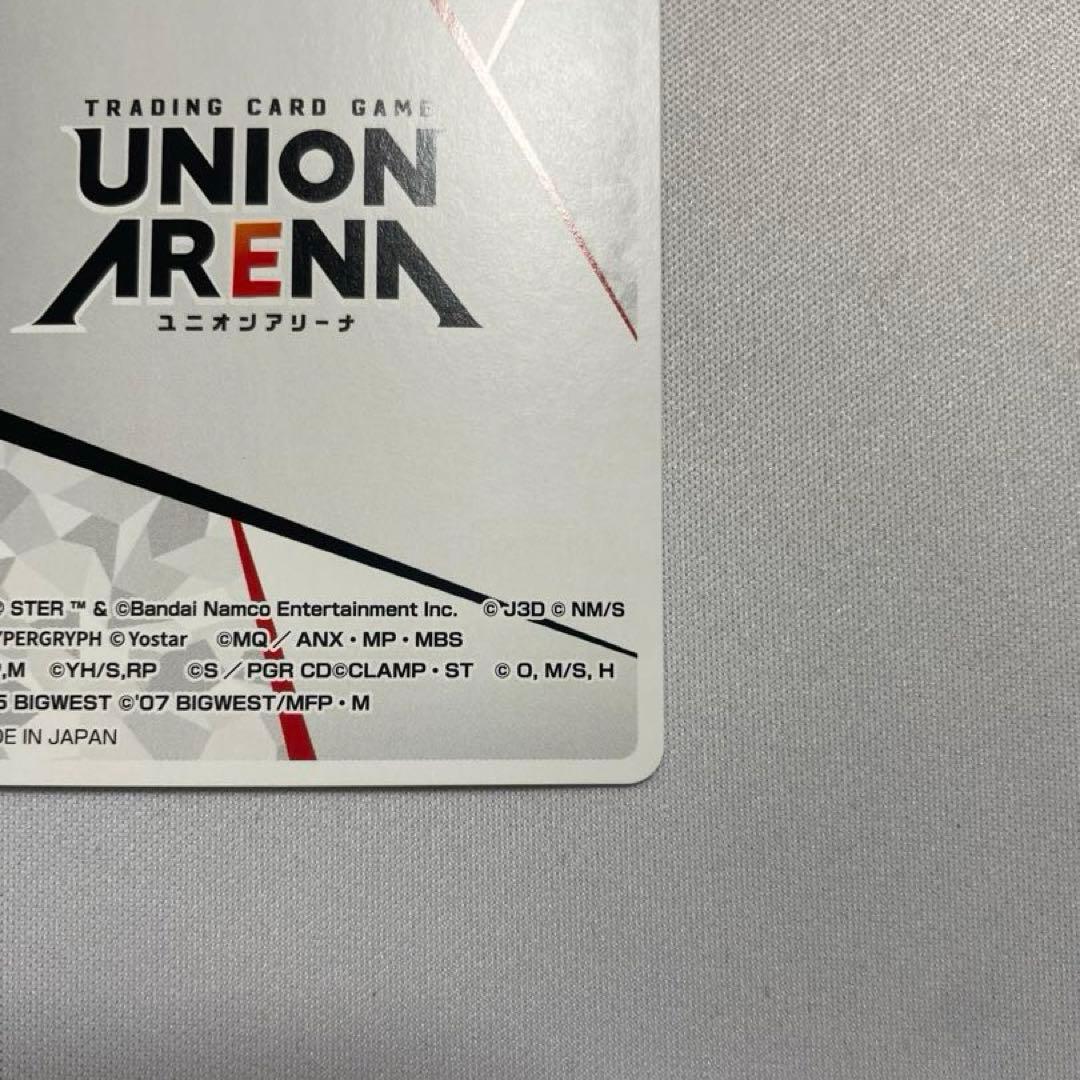 TRADING CARD GAME
UNION
ARENA
ユニオンアリーナ
STER ™ & ©Bandai Namco Entertainment Inc. © J3D © NM/S
YPERGRYPH © Yostar ©MQ／ANX・MP・MBS
,M ©YH/S,RP ©S／PGR CD©CLAMP・ST © O, M/S, H
BIGWEST ©'07 BIGWEST/MFP・M
DE IN JAPAN